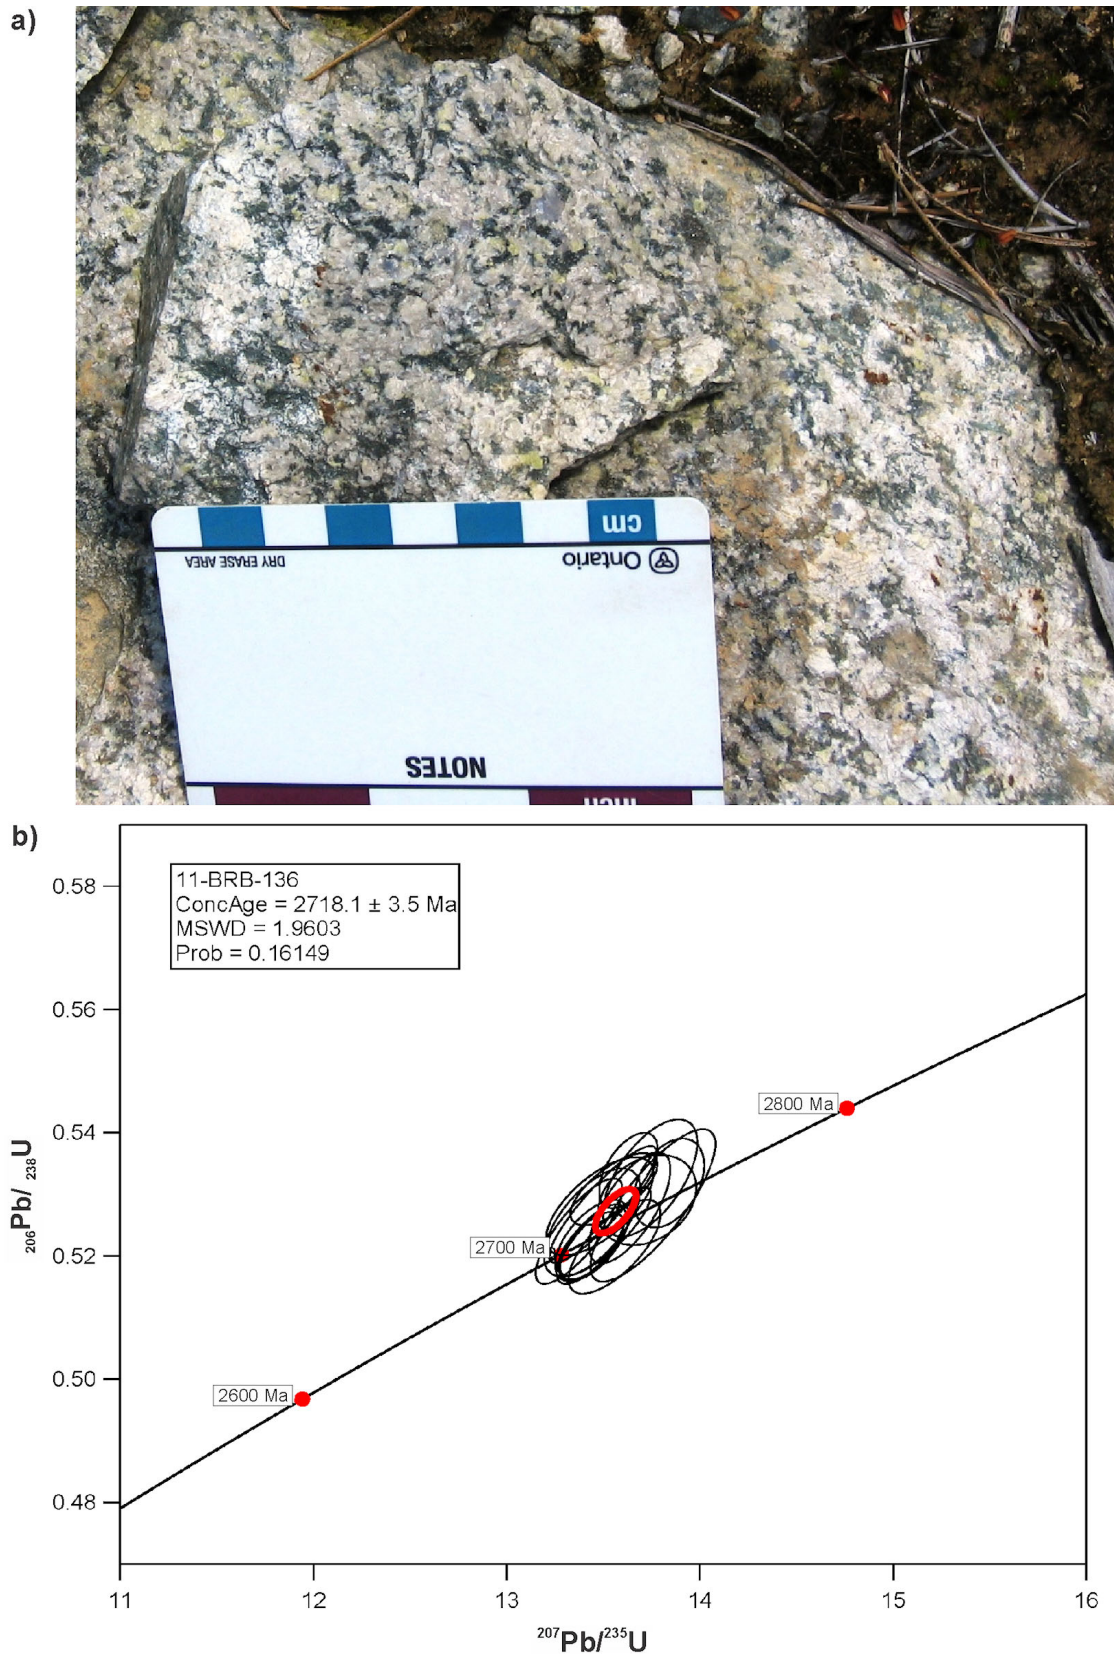 a)
cm
Ontario
DRY ERASE AREA
NOTES
inch
b)
11-BRB-136
ConcAge = 2718.1 ± 3.5 Ma
MSWD = 1.9603
Prob = 0.16149
0.58
0.56
0.54
0.52
0.50
0.48
2800 Ma
2700 Ma
2600 Ma
206Pb/ 238U
11 12 13 14 15 16
207Pb/235U